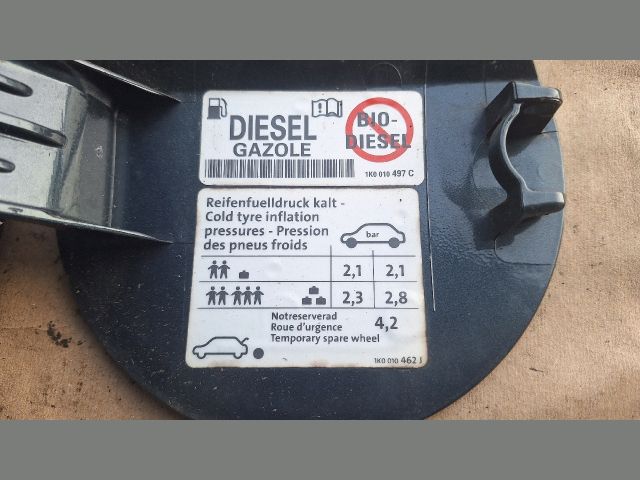 DIESEL
GAZOLE
BIO-
DIESEL
1K0 010 497 C
Reifenfuelldruck kalt -
Cold tyre inflation
pressures - Pression
des pneus froids
bar
2,1 2,1
2,3 2,8
Notreserverad
Roue d'urgence 4,2
Temporary spare wheel
1K0 010 462 J